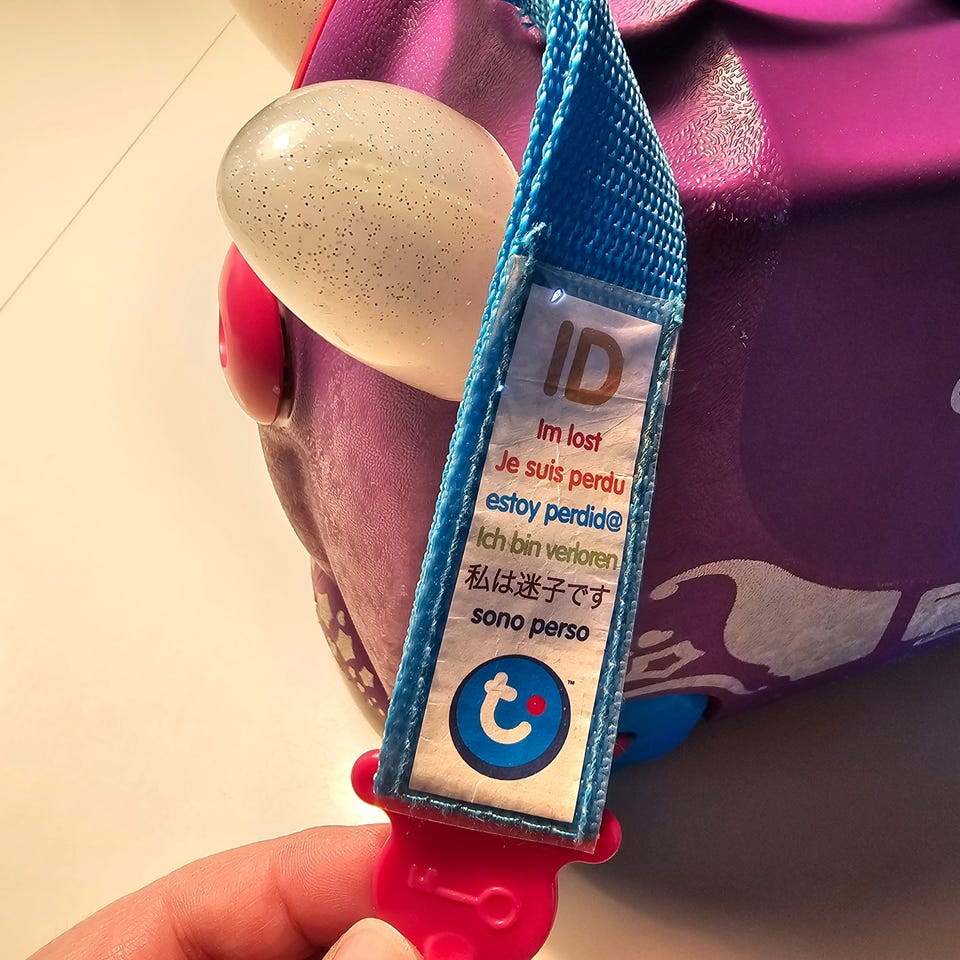 ID
Im lost
Je suis perdu
estoy perdid@
Ich bin verloren
私は迷子です
sono perso
t
™